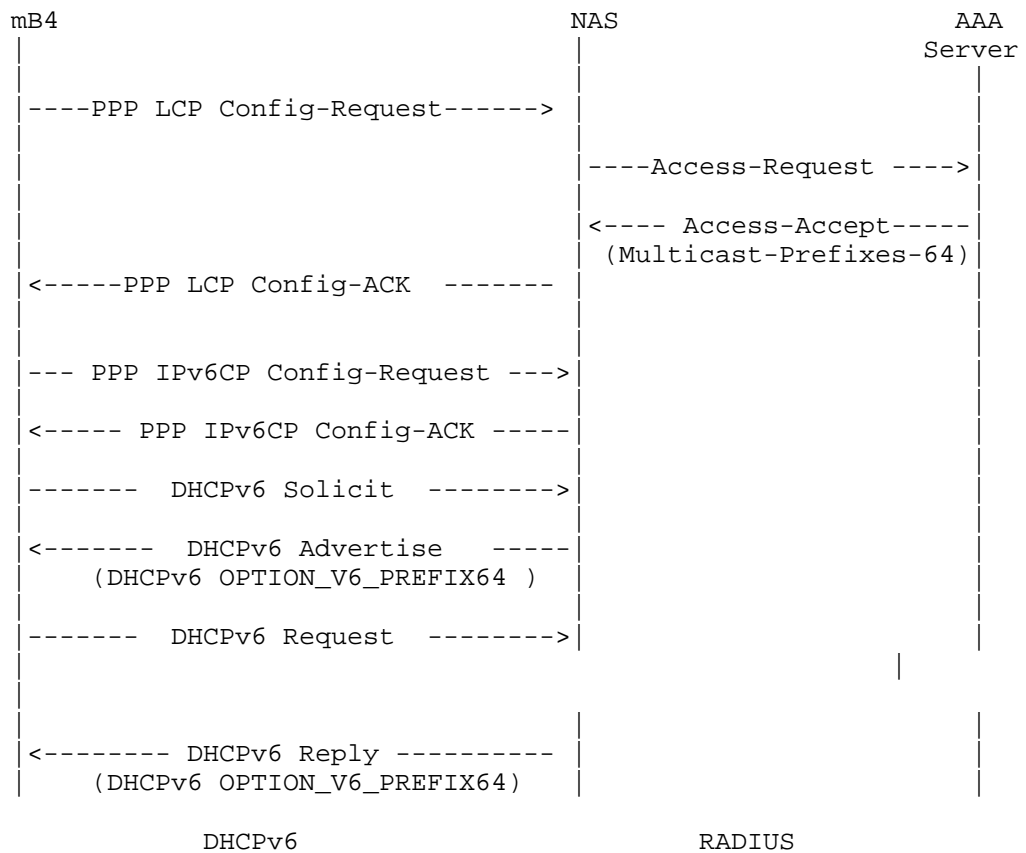 mB4 NAS AAA
Server
----PPP LCP Config-Request------>
----Access-Request ---->
<---- Access-Accept-----
(Multicast-Prefixes-64)
<-----PPP LCP Config-ACK -------
--- PPP IPv6CP Config-Request --->
<----- PPP IPv6CP Config-ACK -----
------- DHCPv6 Solicit -------->
<------- DHCPv6 Advertise -----
(DHCPv6 OPTION_V6_PREFIX64 )
------- DHCPv6 Request -------->
<-------- DHCPv6 Reply ----------
(DHCPv6 OPTION_V6_PREFIX64)
DHCPv6 RADIUS